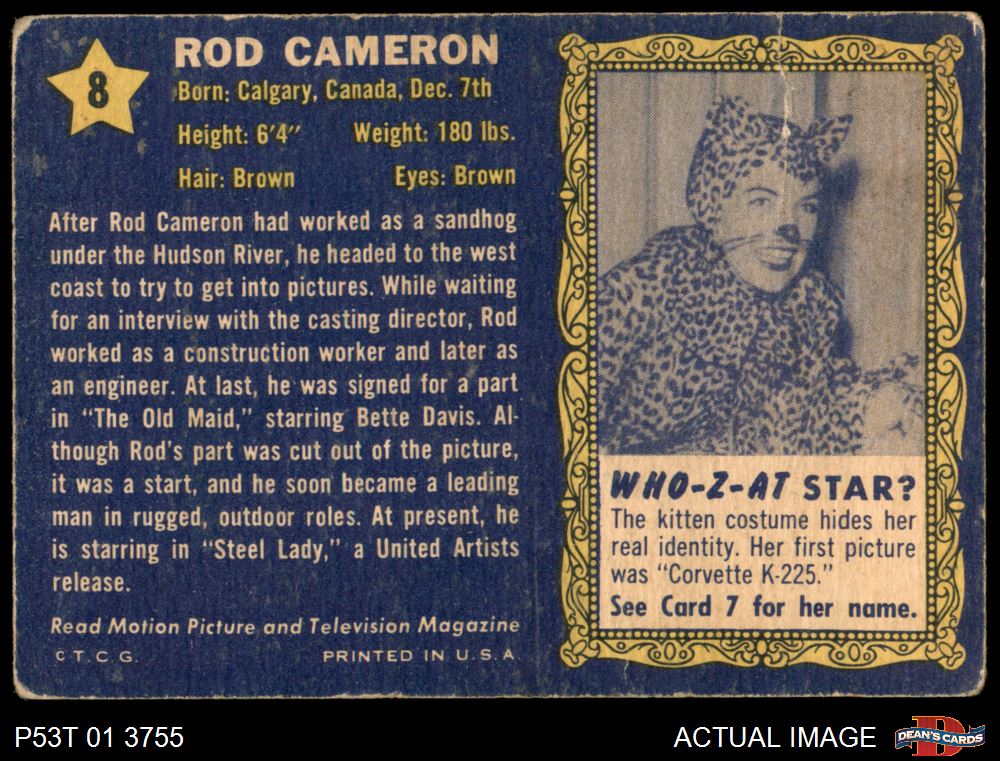 8
ROD CAMERON
Born: Calgary, Canada, Dec. 7th
Height: 6'4" Weight: 180 lbs.
Hair: Brown Eyes: Brown
After Rod Cameron had worked as a sandhog
under the Hudson River, he headed to the west
coast to try to get into pictures. While waiting
for an interview with the casting director, Rod
worked as a construction worker and later as
an engineer. At last, he was signed for a part
in "The Old Maid," starring Bette Davis. Al-
though Rod's part was cut out of the picture,
it was a start, and he soon became a leading
man in rugged, outdoor roles. At present, he
is starring in "Steel Lady," a United Artists
release.
Read Motion Picture and Television Magazine
© T.C.G. PRINTED IN U.S.A.
WHO-Z-AT STAR?
The kitten costume hides her
real identity. Her first picture
was "Corvette K-225."
See Card 7 for her name.
P53T 01 3755 ACTUAL IMAGE
D
DEAN'S CARDS